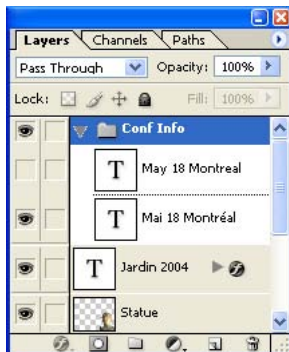 Layers Channels Paths
Pass Through Opacity: 100%
Lock: Fill: 100%
Conf Info
T May 18 Montreal
T Mai 18 Montréal
T Jardin 2004
Statue